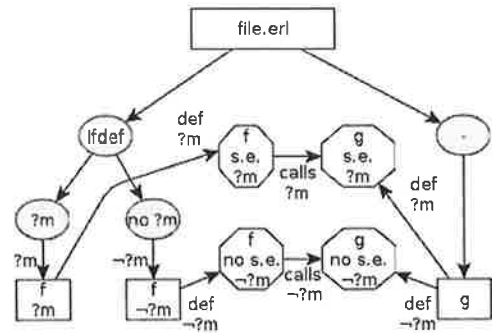 file.erl
Ifdef
def
?m
f
s.e.
?m
calls
?m
g
s.e.
?m
.
def
?m
?m
no ?m
?m
¬?m
f
no s.e.
¬?m
calls
¬?m
g
no s.e.
¬?m
f
?m
f
¬?m
def
¬?m
def
¬?m
g